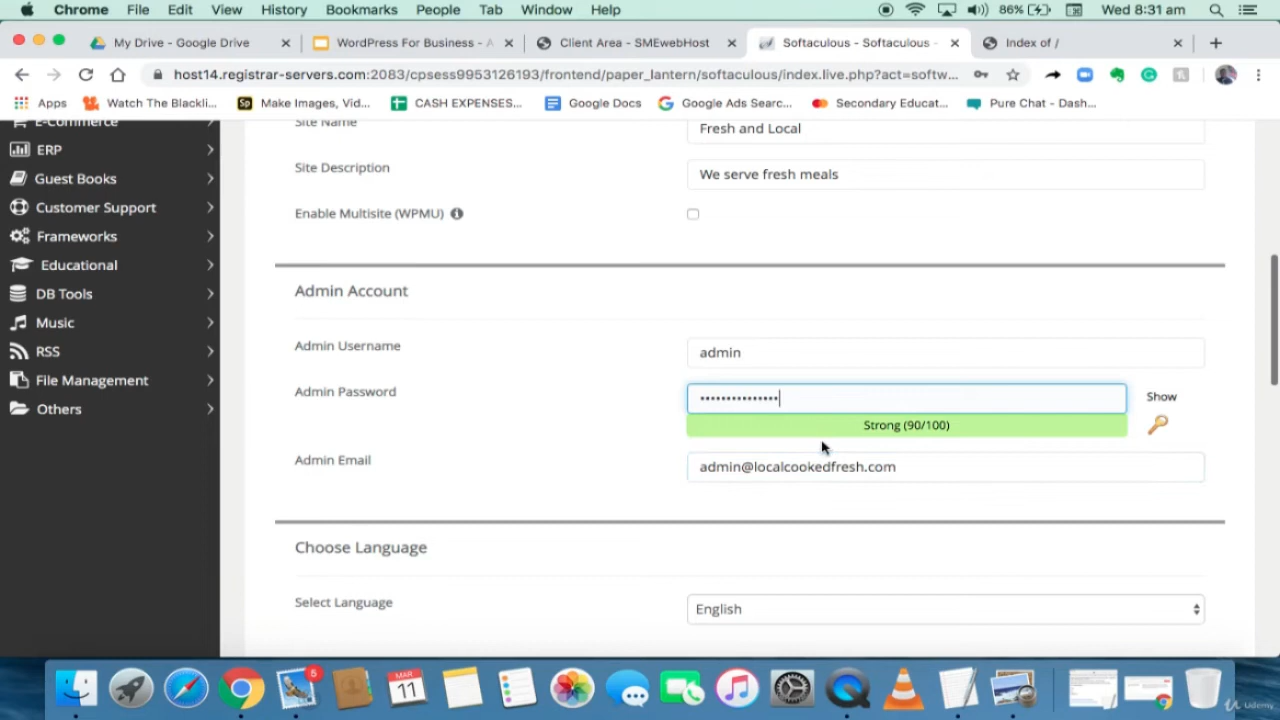 Chrome File Edit View History Bookmarks People Tab Window Help 86% Wed 8:31 am
My Drive - Google Drive WordPress For Business - A Client Area - SMEwebHost Softaculous - Softaculous - Index of /
host14.registrar-servers.com:2083/cpsess9953126193/frontend/paper_lantern/softaculous/index.live.php?act=softw...
Apps Watch The Blackli... Make Images, Vid... CASH EXPENSES... Google Docs Google Ads Searc... Secondary Educat... Pure Chat - Dash...
E-Commerce
ERP
Guest Books
Customer Support
Frameworks
Educational
DB Tools
Music
RSS
File Management
Others
Site Name Fresh and Local
Site Description We serve fresh meals
Enable Multisite (WPMU)
Admin Account
Admin Username admin
Admin Password ••••••••••••••• Show
Strong (90/100)
Admin Email admin@localcookedfresh.com
Choose Language
Select Language English
5
MAR
11
Udemy